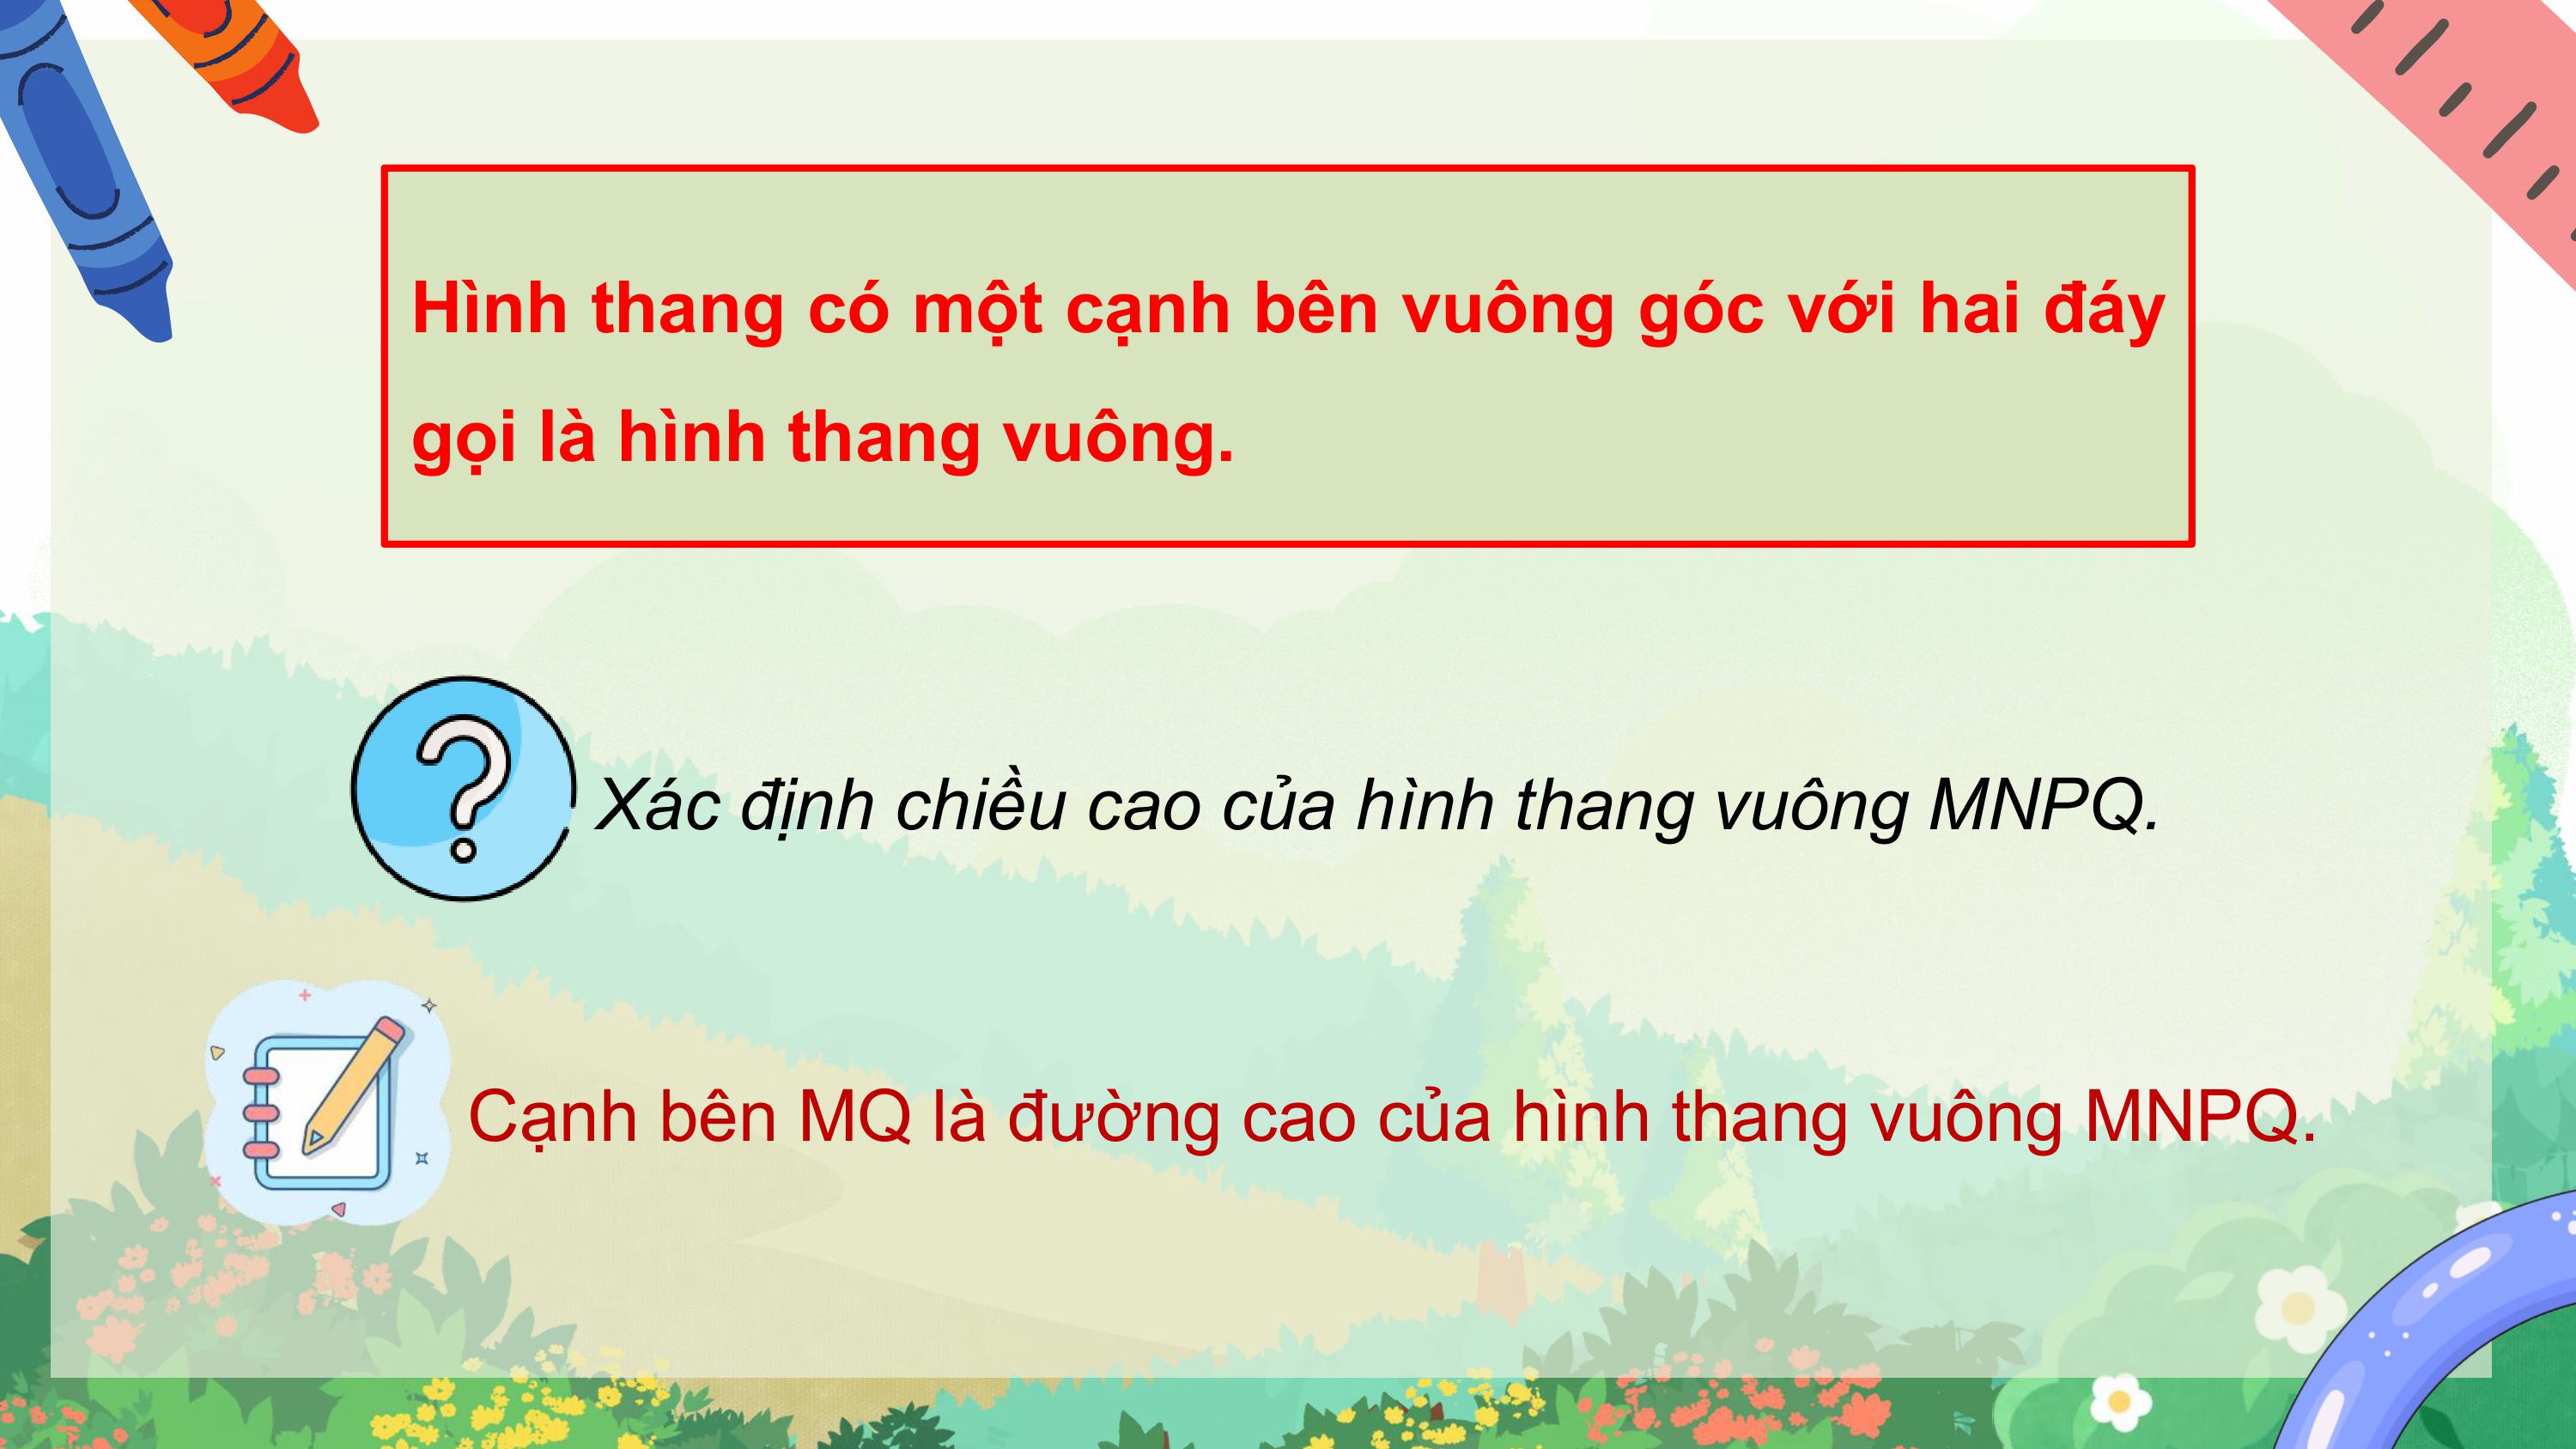 Hình thang có một cạnh bên vuông góc với hai đáy
gọi là hình thang vuông.
Xác định chiều cao của hình thang vuông MNPQ.
Cạnh bên MQ là đường cao của hình thang vuông MNPQ.